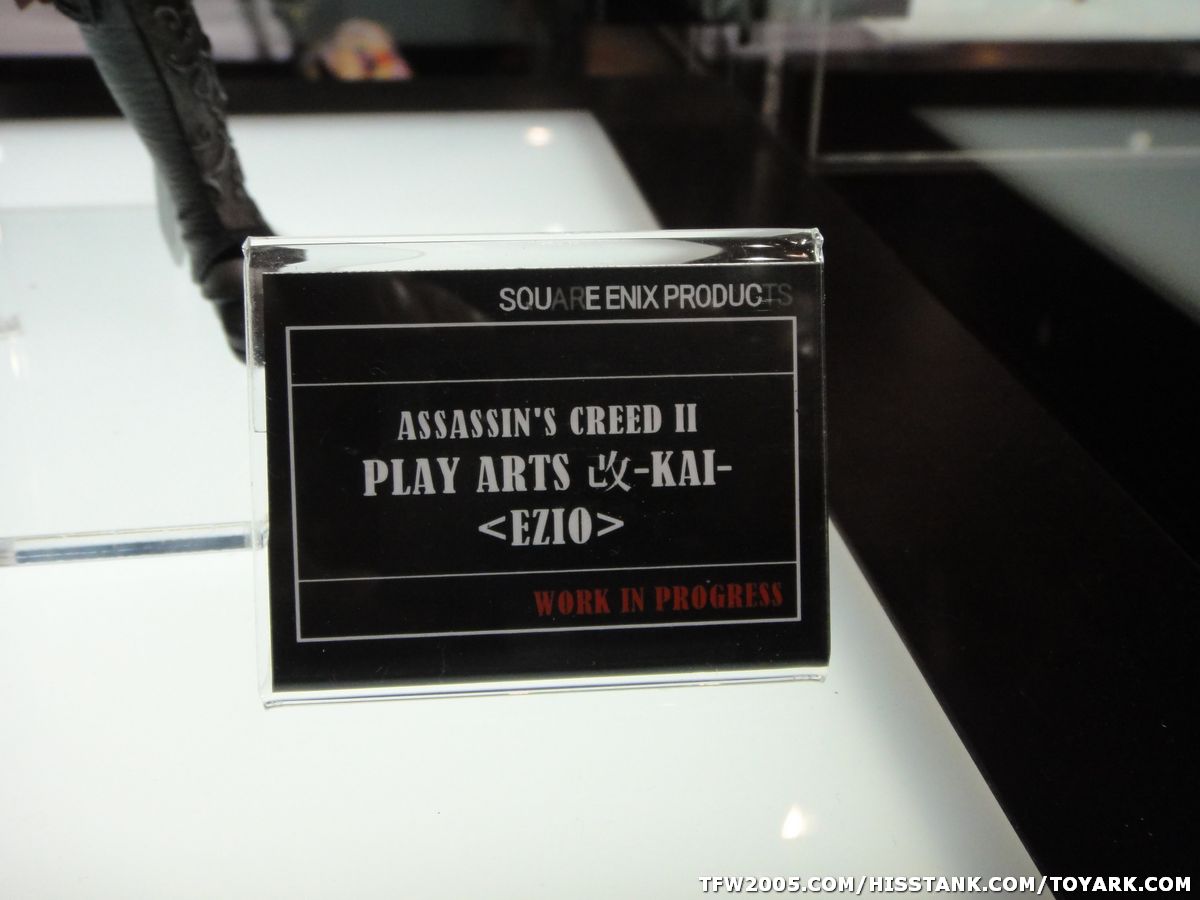 SQUARE ENIX PRODUCTS
ASSASSIN'S CREED II
PLAY ARTS 改-KAI-
<EZIO>
WORK IN PROGRESS
TFW2005.COM/HISSTANK.COM/TOYARK.COM